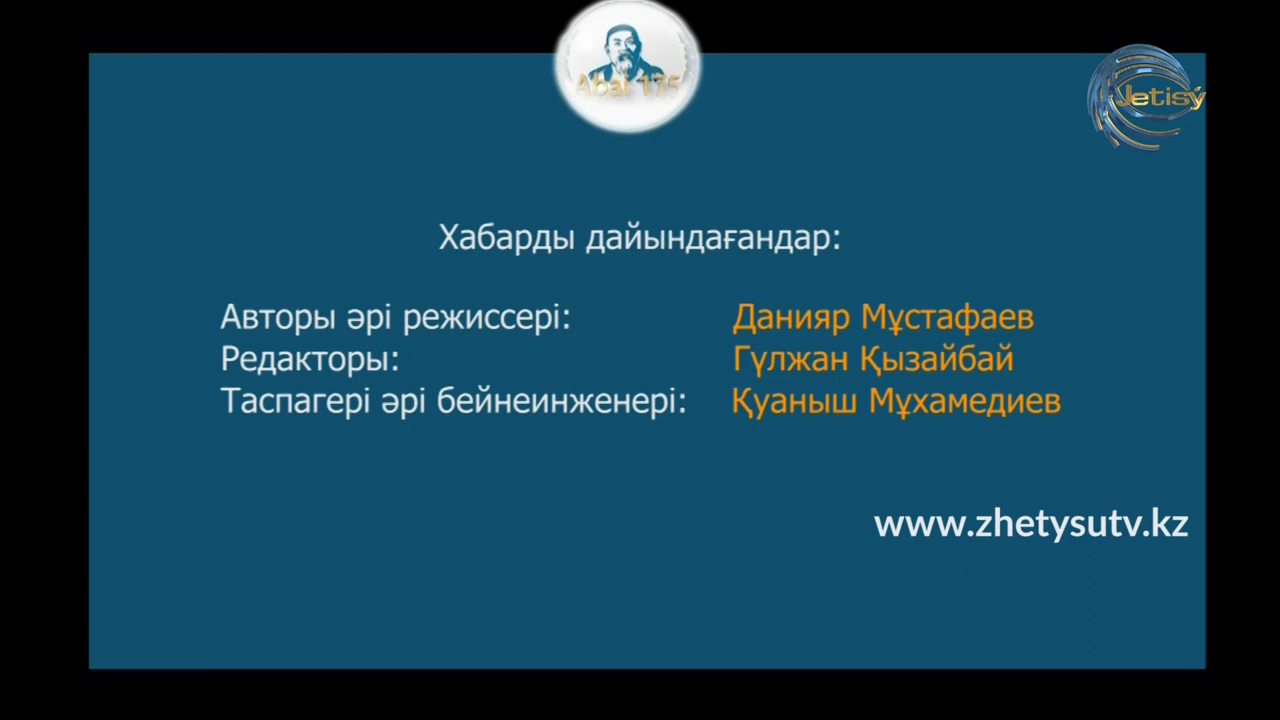 Abai 175
Jetisý
Хабарды дайындағандар:
Авторы әрі режиссері: Данияр Мұстафаев
Редакторы: Гүлжан Қызайбай
Таспагері әрі бейнеинженері: Қуаныш Мұхамедиев
www.zhetysutv.kz